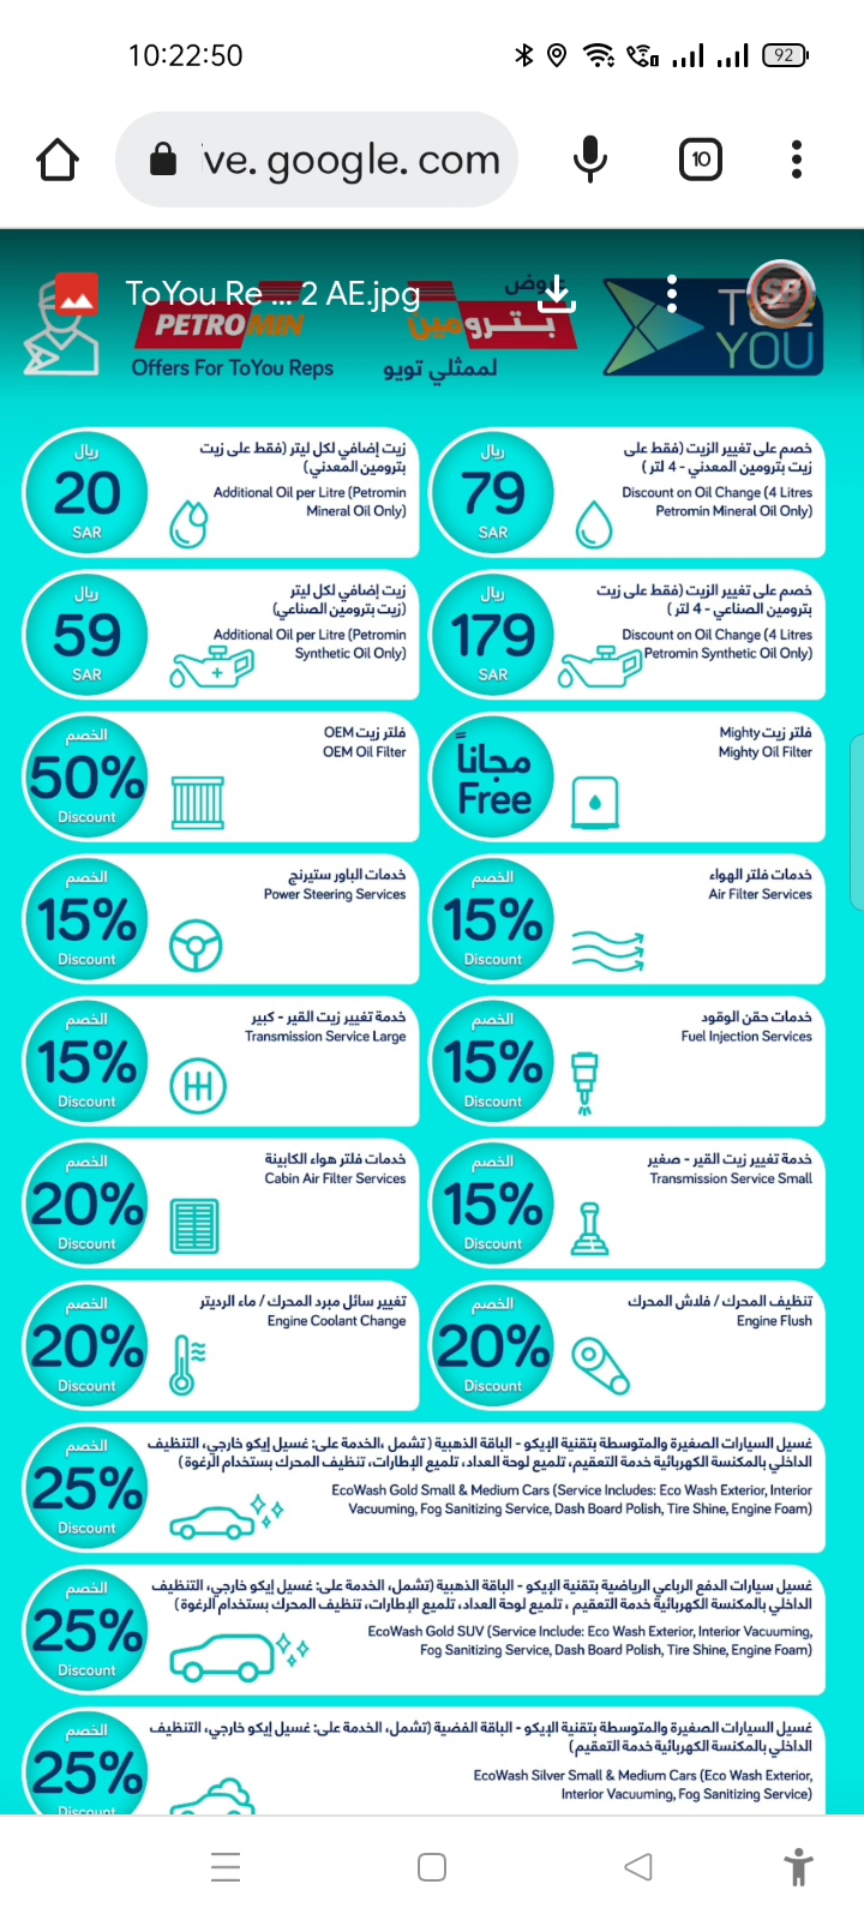 10:22:50
92
ve. google. com
10
ToYou Re ... 2 AE.jpg
PETROMIN
بـتـرومين
Offers For ToYou Reps
لممثلي تويو
YOU
خصم على تغيير الزيت (فقط على
زيت بترومين المعدني - 4 لتر )
Discount on Oil Change (4 Litres
Petromin Mineral Oil Only)
ريال
79
SAR
زيت إضافي لكل ليتر (فقط على زيت
بترومين المعدني)
Additional Oil per Litre (Petromin
Mineral Oil Only)
ريال
20
SAR
خصم على تغيير الزيت (فقط على زيت
بترومين الصناعي - 4 لتر )
Discount on Oil Change (4 Litres
Petromin Synthetic Oil Only)
ريال
179
SAR
زيت إضافي لكل ليتر
(زيت بترومين الصناعي)
Additional Oil per Litre (Petromin
Synthetic Oil Only)
ريال
59
SAR
فلتر زيت Mighty
Mighty Oil Filter
مجاناً
Free
فلتر زيت OEM
OEM Oil Filter
الخصم
50%
Discount
خدمات فلتر الهواء
Air Filter Services
الخصم
15%
Discount
خدمات الباور ستيرنج
Power Steering Services
الخصم
15%
Discount
خدمات حقن الوقود
Fuel Injection Services
الخصم
15%
Discount
خدمة تغيير زيت القير - كبير
Transmission Service Large
الخصم
15%
Discount
خدمة تغيير زيت القير - صغير
Transmission Service Small
الخصم
15%
Discount
خدمات فلتر هواء الكابينة
Cabin Air Filter Services
الخصم
20%
Discount
تنظيف المحرك / فلاش المحرك
Engine Flush
الخصم
20%
Discount
تغيير سائل مبرد المحرك / ماء الرديتر
Engine Coolant Change
الخصم
20%
Discount
غسيل السيارات الصغيرة والمتوسطة بتقنية الإيكو - الباقة الذهبية ( تشمل ،الخدمة على: غسيل إيكو خارجي، التنظيف
الداخلي بالمكنسة الكهربائية خدمة التعقيم، تلميع لوحة العداد، تلميع الإطارات، تنظيف المحرك بستخدام الرغوة )
EcoWash Gold Small & Medium Cars (Service Includes: Eco Wash Exterior, Interior
Vacuuming, Fog Sanitizing Service, Dash Board Polish, Tire Shine, Engine Foam)
الخصم
25%
Discount
غسيل سيارات الدفع الرباعي الرياضية بتقنية الإيكو - الباقة الذهبية (تشمل، الخدمة على: غسيل إيكو خارجي، التنظيف
الداخلي بالمكنسة الكهربائية خدمة التعقيم ، تلميع لوحة العداد، تلميع الإطارات، تنظيف المحرك بستخدام الرغوة )
EcoWash Gold SUV (Service Include: Eco Wash Exterior, Interior Vacuuming,
Fog Sanitizing Service, Dash Board Polish, Tire Shine, Engine Foam)
الخصم
25%
Discount
غسيل السيارات الصغيرة والمتوسطة بتقنية الإيكو - الباقة الفضية (تشمل، الخدمة على: غسيل إيكو خارجي، التنظيف
الداخلي بالمكنسة الكهربائية خدمة التعقيم)
EcoWash Silver Small & Medium Cars (Eco Wash Exterior,
Interior Vacuuming, Fog Sanitizing Service)
الخصم
25%
Discount